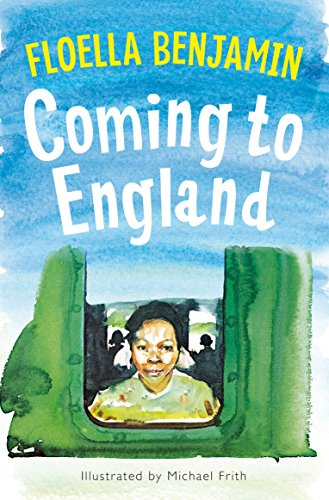 FLOELLA BENJAMIN
Coming to
England
Illustrated by Michael Frith